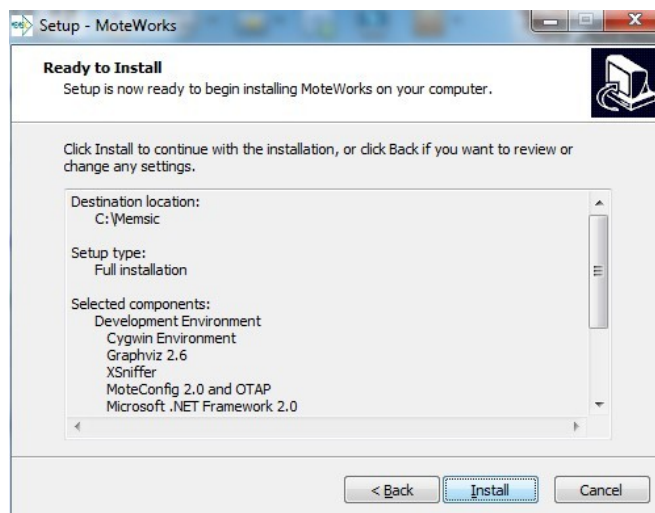 Setup - MoteWorks
Ready to Install
Setup is now ready to begin installing MoteWorks on your computer.
Click Install to continue with the installation, or click Back if you want to review or
change any settings.
Destination location:
C:\Memsic
Setup type:
Full installation
Selected components:
Development Environment
Cygwin Environment
Graphviz 2.6
XSniffer
MoteConfig 2.0 and OTAP
Microsoft .NET Framework 2.0
< Back
Install
Cancel